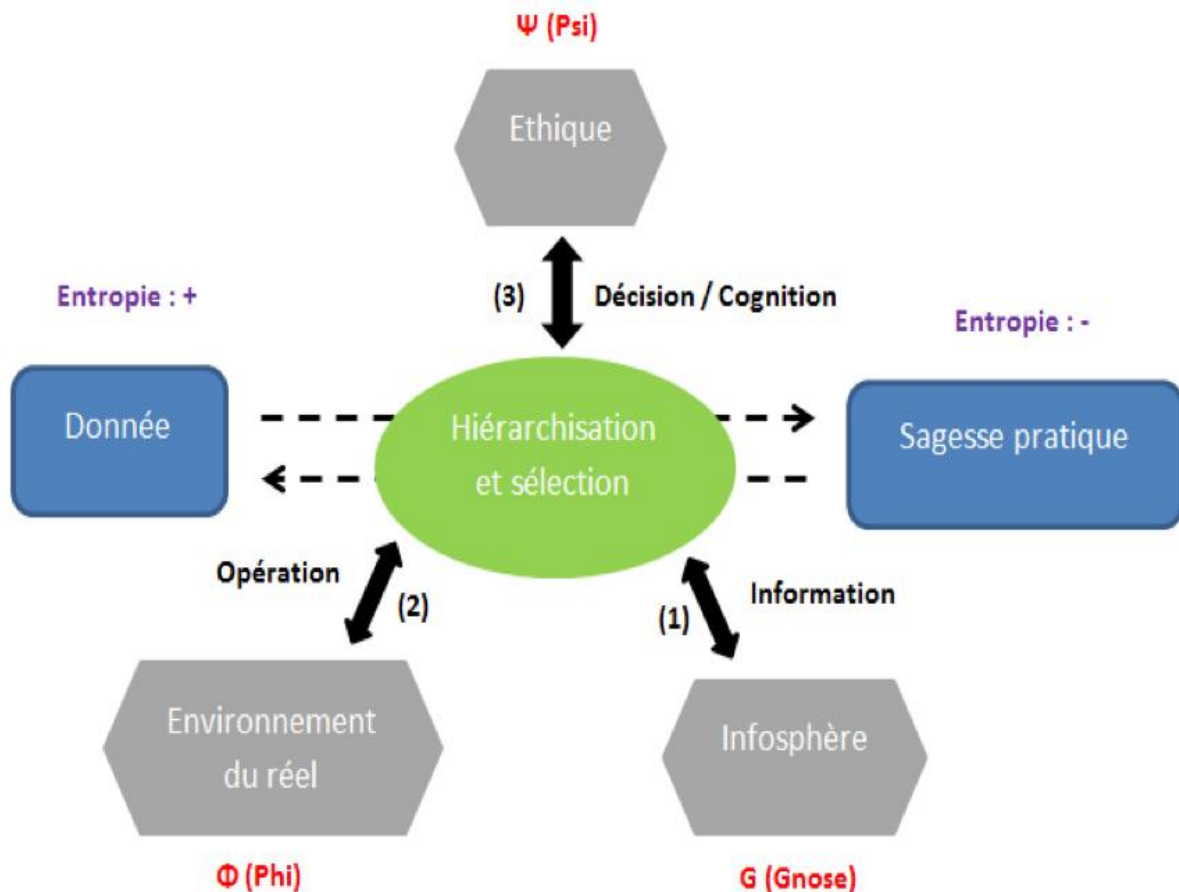 Ψ (Psi)
Ethique
(3)
Décision / Cognition
Entropie : +
Entropie : -
Donnée
Hiérarchisation
et sélection
Sagesse pratique
Opération
(2)
(1)
Information
Environnement
du réel
Infosphère
Φ (Phi)
G (Gnose)